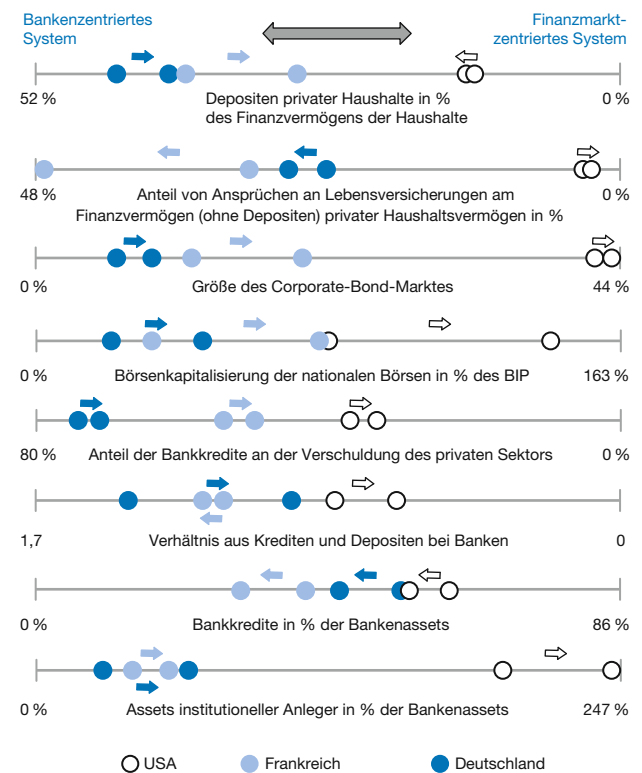 Bankenzentriertes
System
Finanzmarkt-
zentriertes System
52 %
Depositen privater Haushalte in %
des Finanzvermögens der Haushalte
0 %
48 %
Anteil von Ansprüchen an Lebensversicherungen am
Finanzvermögen (ohne Depositen) privater Haushaltsvermögen in %
0 %
0 %
Größe des Corporate-Bond-Marktes
44 %
0 %
Börsenkapitalisierung der nationalen Börsen in % des BIP
163 %
80 %
Anteil der Bankkredite an der Verschuldung des privaten Sektors
0 %
1,7
Verhältnis aus Krediten und Depositen bei Banken
0
0 %
Bankkredite in % der Bankenassets
86 %
0 %
Assets institutioneller Anleger in % der Bankenassets
247 %
USA
Frankreich
Deutschland